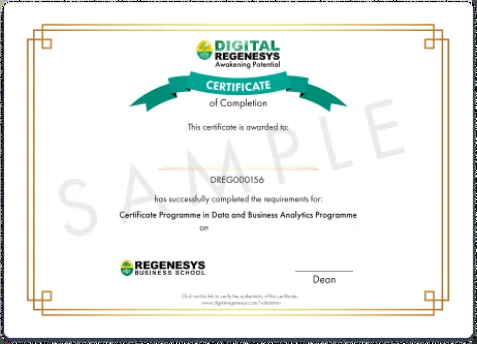 DIGITAL
REGENESYS
Awakening Potential
CERTIFICATE
of Completion
This certificate is awarded to:
SAMPLE
DREG000156
has successfully completed the requirements for:
Certificate Programme in Data and Business Analytics Programme
on
REGENESYS
BUSINESS SCHOOL
Dean
Click on this link to verify the authenticity of this certificate:
www.digitalregenesys.com/validation